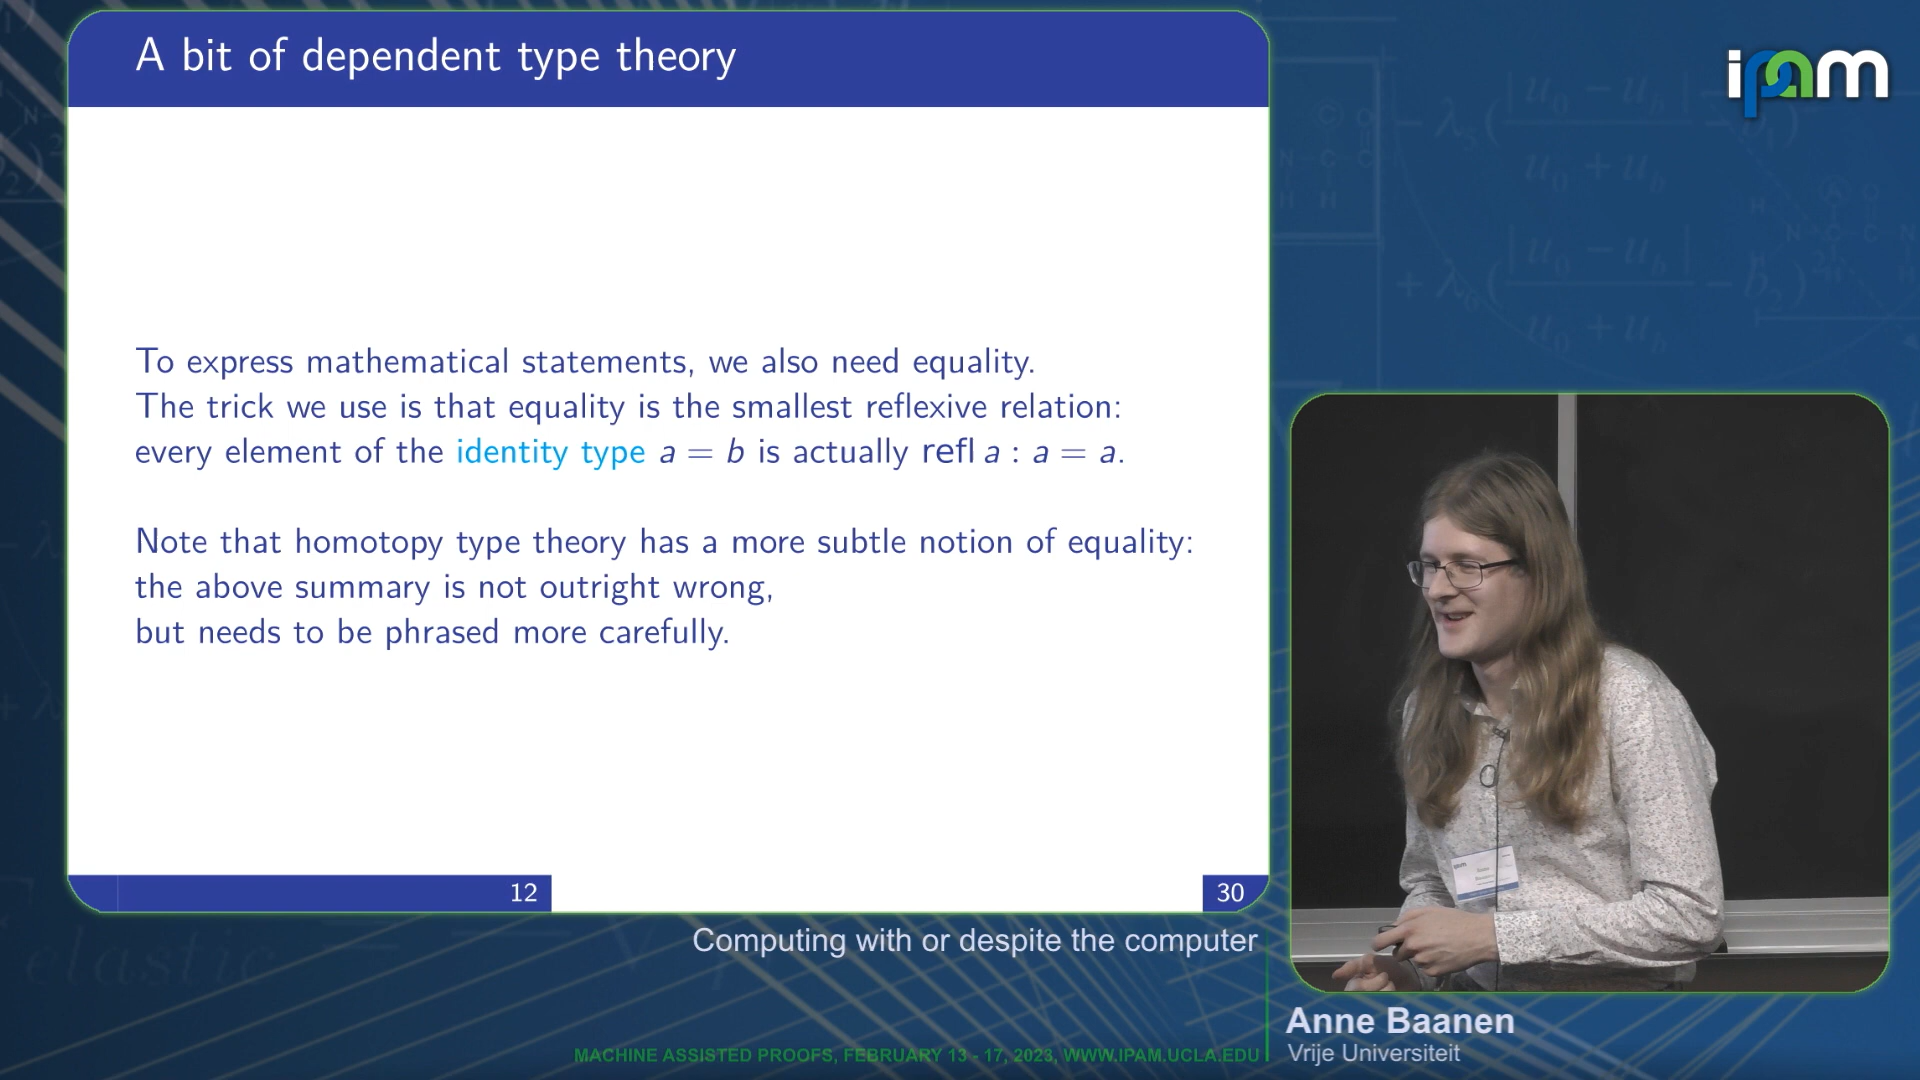 A bit of dependent type theory
ipam
To express mathematical statements, we also need equality.
The trick we use is that equality is the smallest reflexive relation:
every element of the identity type a = b is actually refl a : a = a.
Note that homotopy type theory has a more subtle notion of equality:
the above summary is not outright wrong,
but needs to be phrased more carefully.
12
30
Computing with or despite the computer
Anne Baanen
Vrije Universiteit
MACHINE ASSISTED PROOFS, FEBRUARY 13 - 17, 2023, WWW.IPAM.UCLA.EDU
elastic